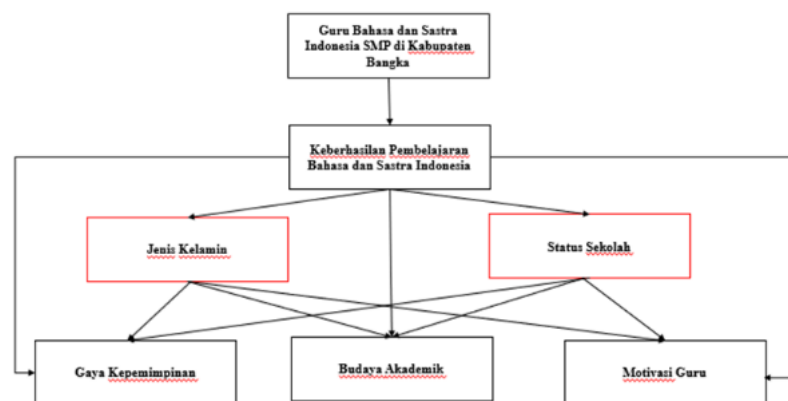 Guru Bahasa dan Sastra
Indonesia SMP di Kabupaten
Bangka
Keberhasilan Pembelajaran
Bahasa dan Sastra Indonesia
Jenis Kelamin
Status Sekolah
Gaya Kepemimpinan
Budaya Akademik
Motivasi Guru